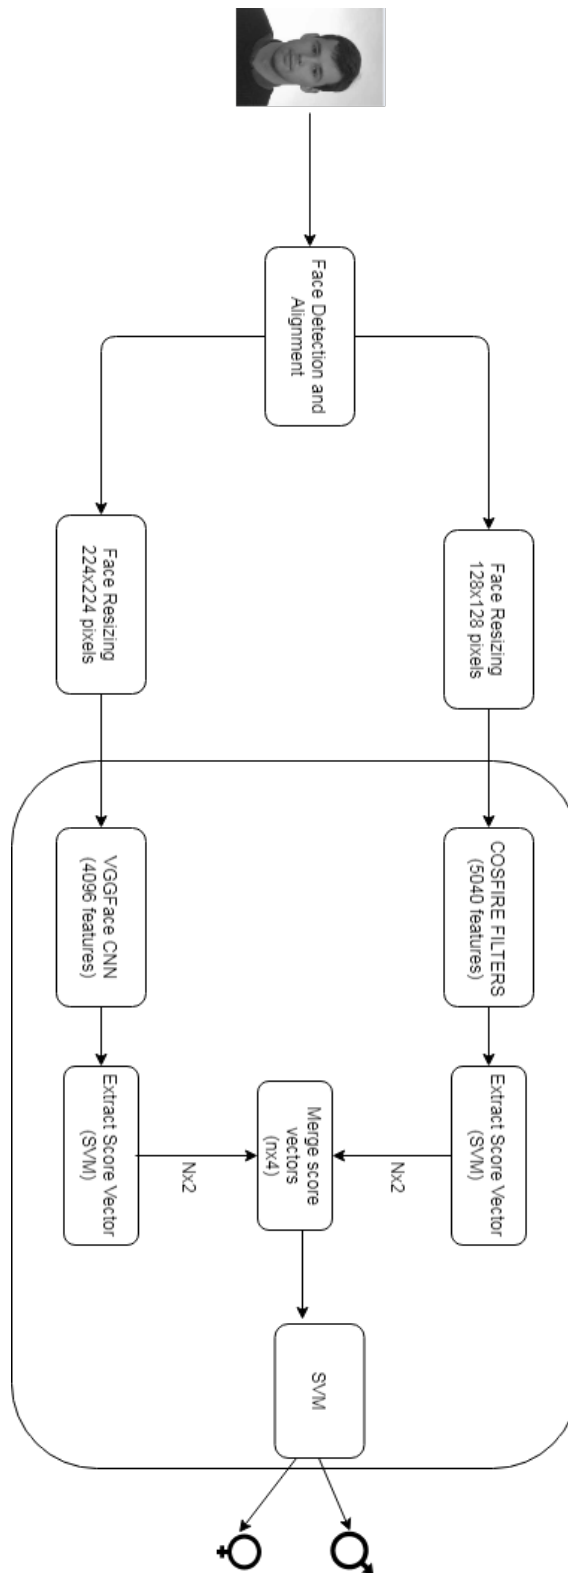 Face Detection and
Alignment
Face Resizing
128x128 pixels
Face Resizing
224x224 pixels
COSFIRE FILTERS
(5040 features)
VGGFace CNN
(4096 features)
Extract Score Vector
(SVM)
Extract Score Vector
(SVM)
Nx2
Nx2
Merge score
vectors
(nx4)
SVM